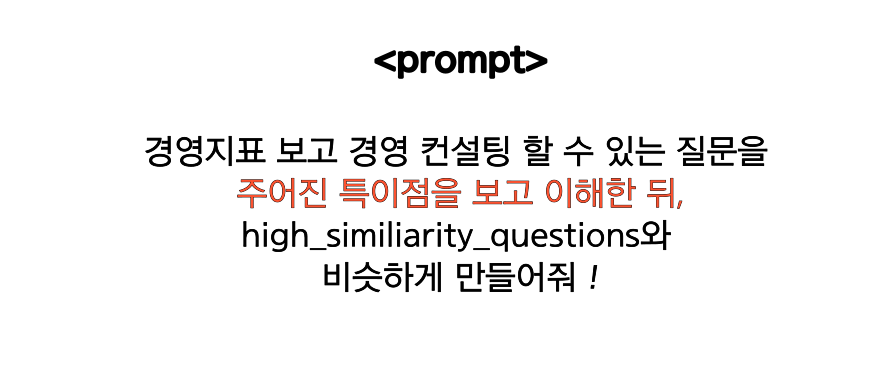 <prompt>
경영지표 보고 경영 컨설팅 할 수 있는 질문을
주어진 특이점을 보고 이해한 뒤,
high_similiarity_questions와
비슷하게 만들어줘 !